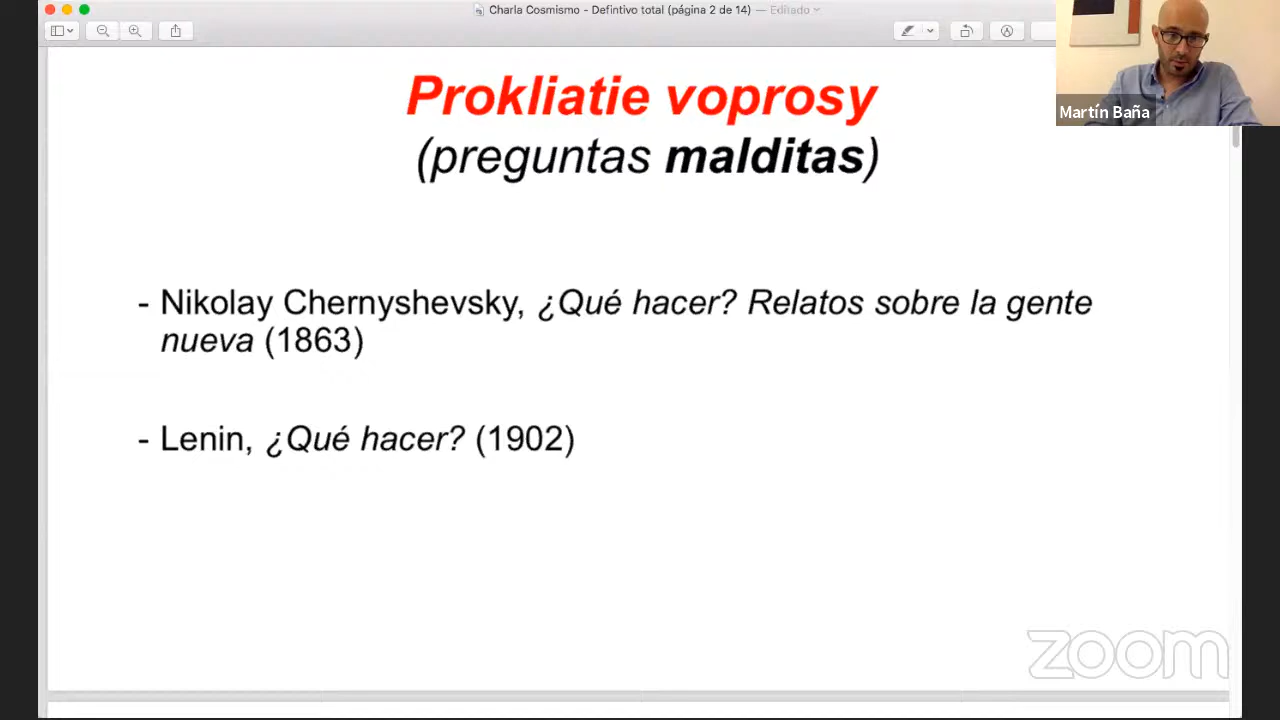 Charla Cosmismo - Defintivo total (página 2 de 14) — Editado
Prokliatie voprosy
(preguntas malditas)
Martín Baña
- Nikolay Chernyshevsky, ¿Qué hacer? Relatos sobre la gente
nueva (1863)
- Lenin, ¿Qué hacer? (1902)
zoom